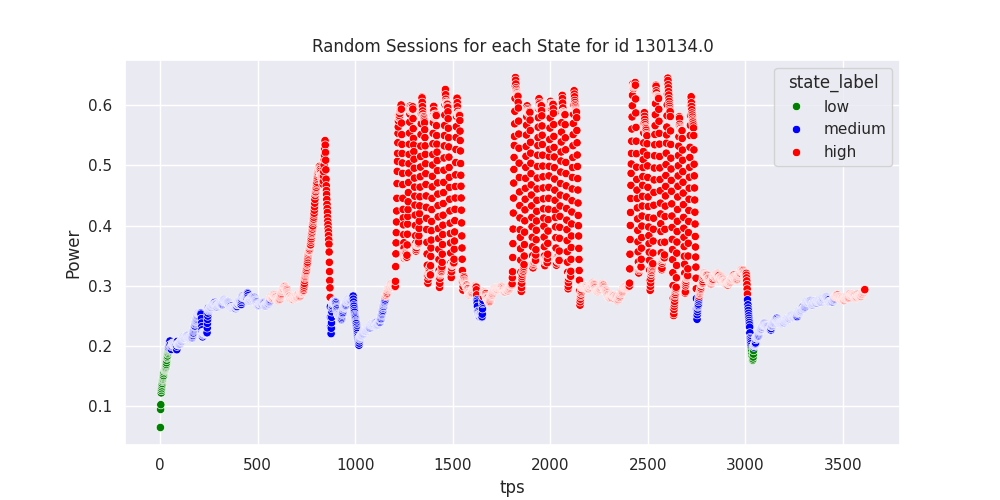 Random Sessions for each State for id 130134.0
state_label
low
medium
high
Power
0.6
0.5
0.4
0.3
0.2
0.1
0 500 1000 1500 2000 2500 3000 3500
tps